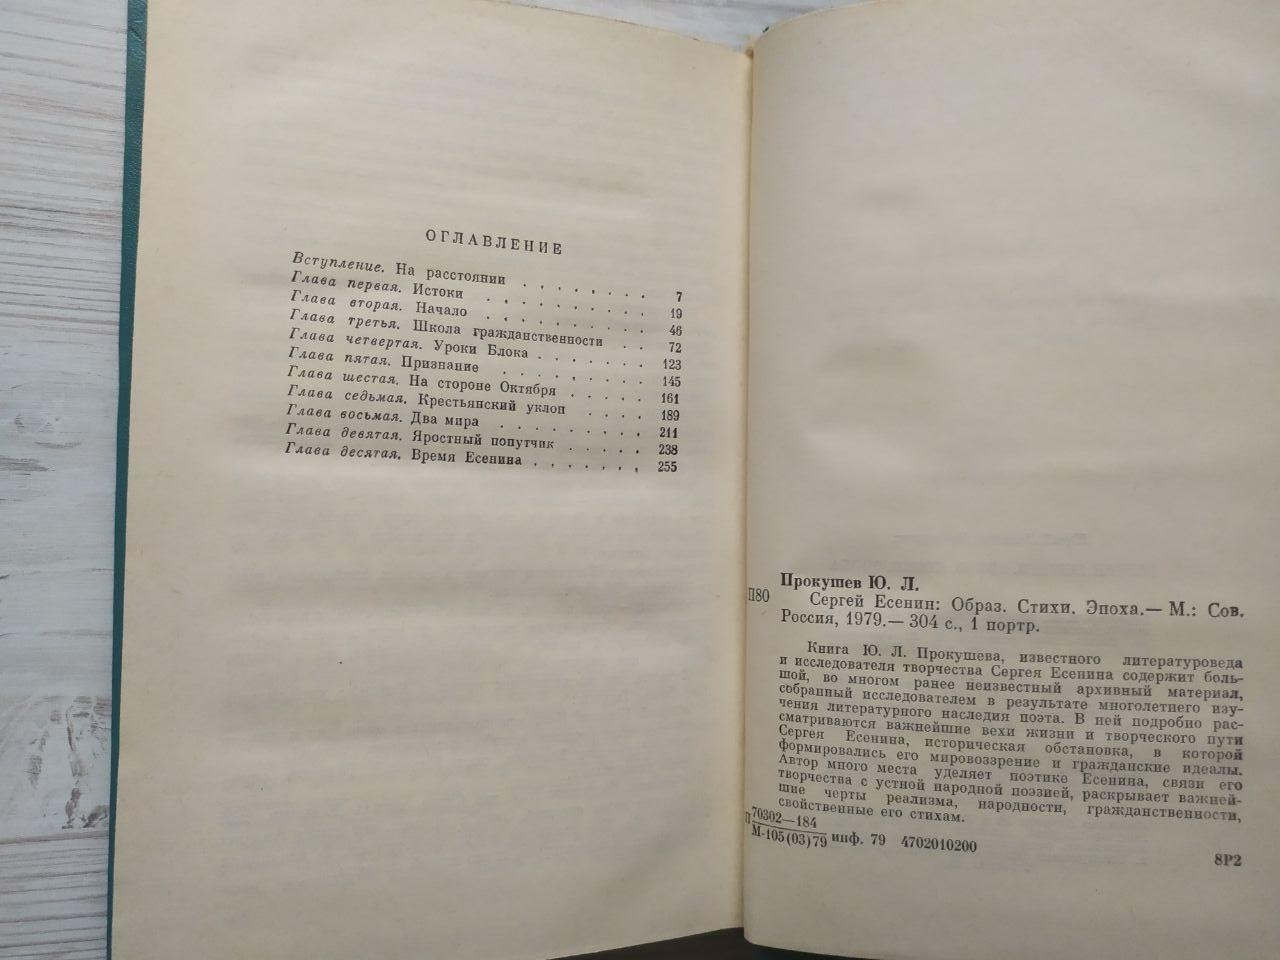 ОГЛАВЛЕНИЕ
Вступление. На расстоянии . . . . . . . . 7
Глава первая. Истоки . . . . . . . . . . 19
Глава вторая. Начало . . . . . . . . . 46
Глава третья. Школа гражданственности . . 72
Глава четвертая. Уроки Блока . . . . . . . 123
Глава пятая. Признание . . . . . . . . . 145
Глава шестая. На стороне Октября . . . . . 161
Глава седьмая. Крестьянский уклон . . . . 189
Глава восьмая. Два мира . . . . . . . . . 211
Глава девятая. Яростный попутчик . . . . . 238
Глава десятая. Время Есенина . . . . . . . 255
Прокушев Ю. Л.
П80 Сергей Есенин: Образ. Стихи. Эпоха.— М.: Сов.
Россия, 1979.— 304 с., 1 портр.
Книга Ю. Л. Прокушева, известного литературоведа
и исследователя творчества Сергея Есенина содержит боль-
шой, во многом ранее неизвестный архивный материал,
собранный исследователем в результате многолетнего изу-
чения литературного наследия поэта. В ней подробно рас-
сматриваются важнейшие вехи жизни и творческого пути
Сергея Есенина, историческая обстановка, в которой
формировались его мировоззрение и гражданские идеалы.
Автор много места уделяет поэтике Есенина, связи его
творчества с устной народной поэзией, раскрывает важней-
шие черты реализма, народности, гражданственности,
свойственные его стихам.
П 70302—184
М-105(03)79 инф. 79 4702010200
8Р2